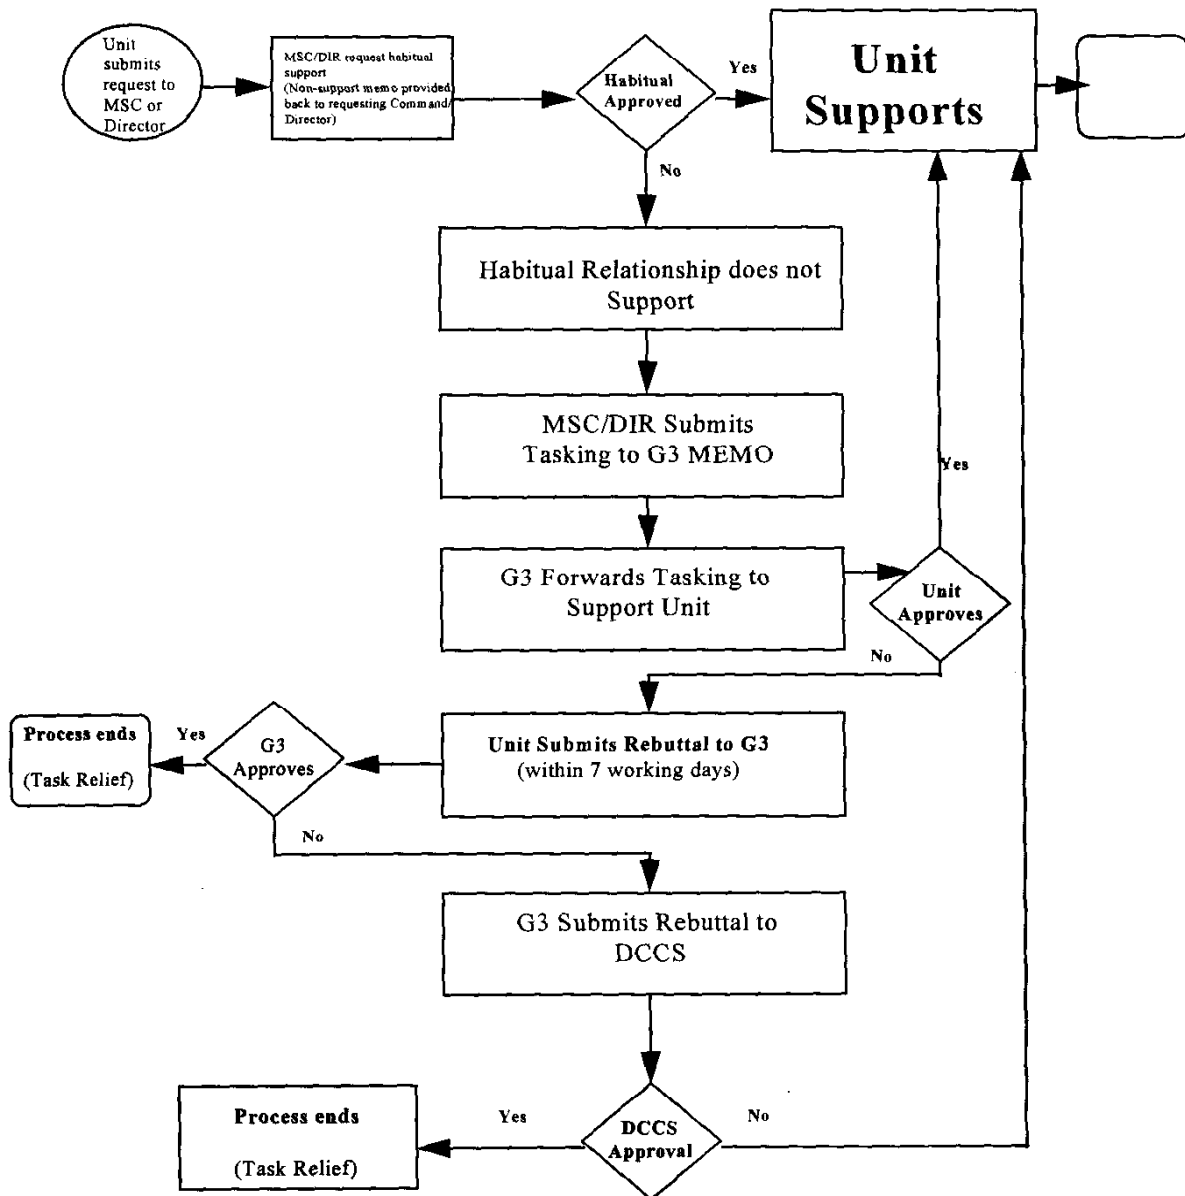 Unit
submits
request to
MSC or
Director
MSC/DIR request habitual
support
(Non-support memo provided
back to requesting Command/
Director)
Habitual
Approved
Yes
Unit
Supports
No
Habitual Relationship does not
Support
MSC/DIR Submits
Tasking to G3 MEMO
Yes
G3 Forwards Tasking to
Support Unit
Unit
Approves
No
Unit Submits Rebuttal to G3
(within 7 working days)
G3
Approves
Yes
Process ends
(Task Relief)
No
G3 Submits Rebuttal to
DCCS
DCCS
Approval
Yes
No
Process ends
(Task Relief)